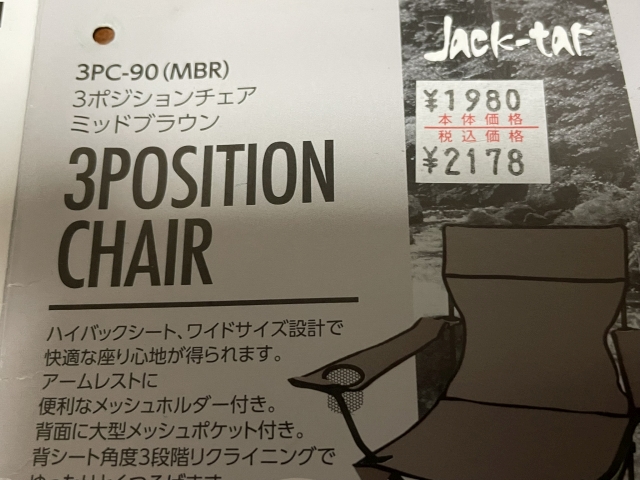 Jack-tar
3PC-90(MBR)
3ポジションチェア
ミッドブラウン
¥1980
本体価格
税込価格
¥2178
3POSITION
CHAIR
ハイバックシート、ワイドサイズ設計で
快適な座り心地が得られます。
アームレストに
便利なメッシュホルダー付き。
背面に大型メッシュポケット付き。
背シート角度3段階リクライニングで